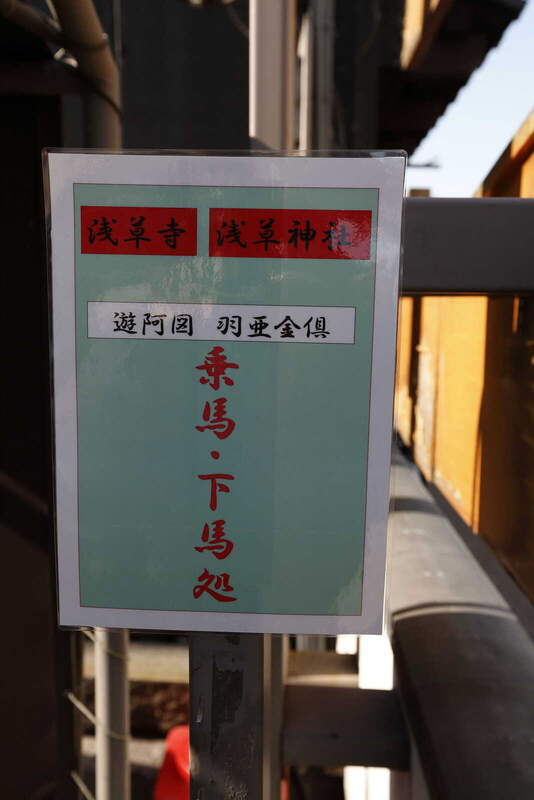 浅草寺 浅草神社
遊阿図 羽亜金倶
乗馬・下馬処